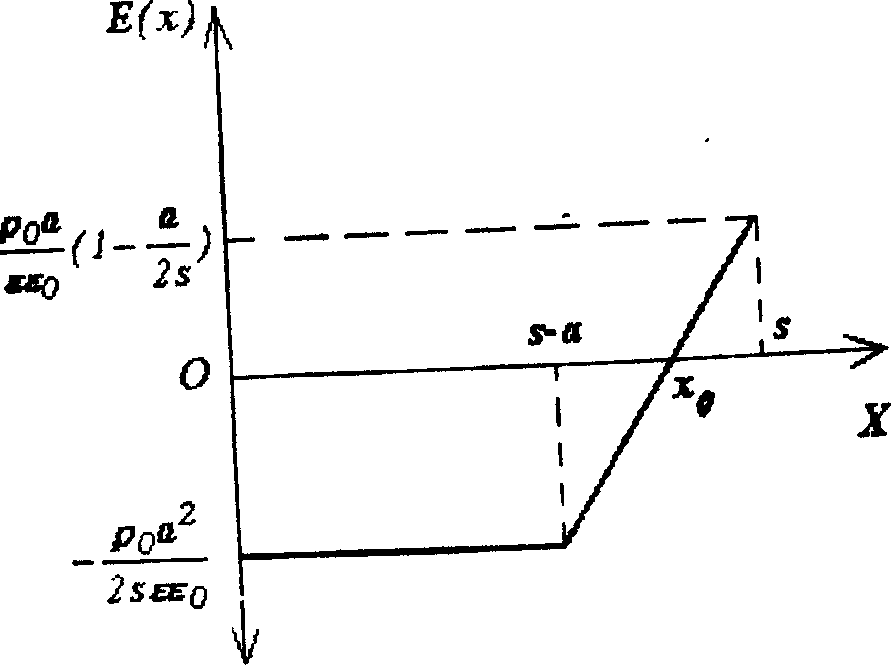 E(x)
ρ₀a/εε₀ (1 - a/2s)
s-a
s
O
x₀
X
-ρ₀a²/2sεε₀